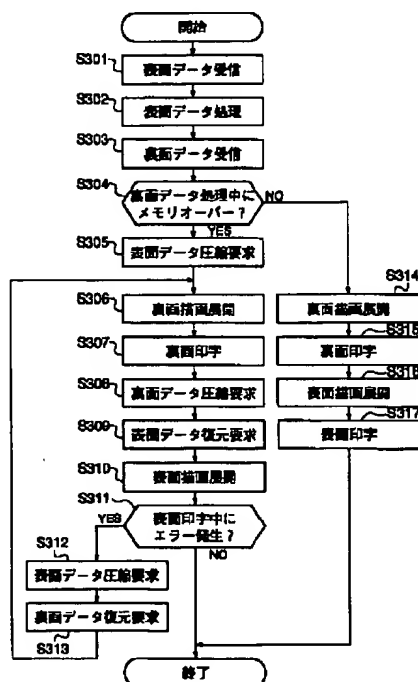 開始
S301
表面データ受信
S302
表面データ処理
S303
裏面データ受信
S304
裏面データ処理中に
メモリオーバー？
NO
YES
S305
表面データ圧縮要求
S306
裏面描画展開
S307
裏面印字
S308
裏面データ圧縮要求
S309
表面データ復元要求
S310
表面描画展開
S311
表面印字中に
エラー発生？
YES
NO
S312
表面データ圧縮要求
S313
裏面データ復元要求
S314
裏面描画展開
S315
裏面印字
S316
表面描画展開
S317
表面印字
終了